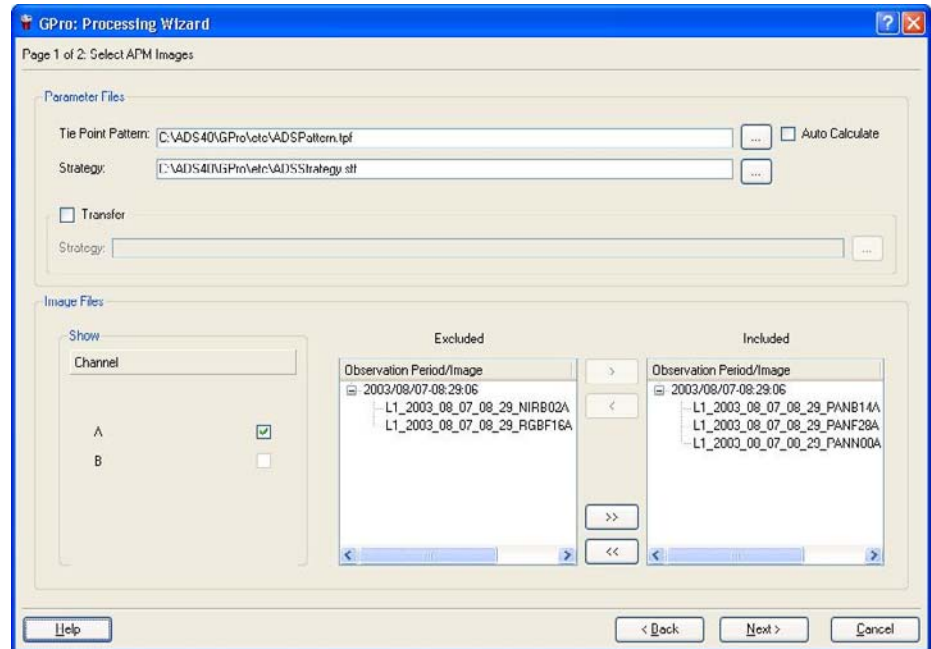 GPro: Processing Wizard
Page 1 of 2: Select APM Images
Parameter Files
Tie Point Pattern: C:\ADS40\GPro\etc\ADSPattern.tpf ... Auto Calculate
Strategy: C:\ADS40\GPro\etc\ADSStrategy.stf ...
Transfer
Strategy: ...
Image Files
Show
Channel
A
B
Excluded
Observation Period/Image
2003/08/07-08:29:06
L1_2003_08_07_08_29_NIRB02A
L1_2003_08_07_08_29_RGBF16A
>
<
>>
<<
Included
Observation Period/Image
2003/08/07-08:29:06
L1_2003_08_07_08_29_PANB14A
L1_2003_08_07_08_29_PANF28A
L1_2003_08_07_08_29_PANN00A
Help
< Back
Next >
Cancel